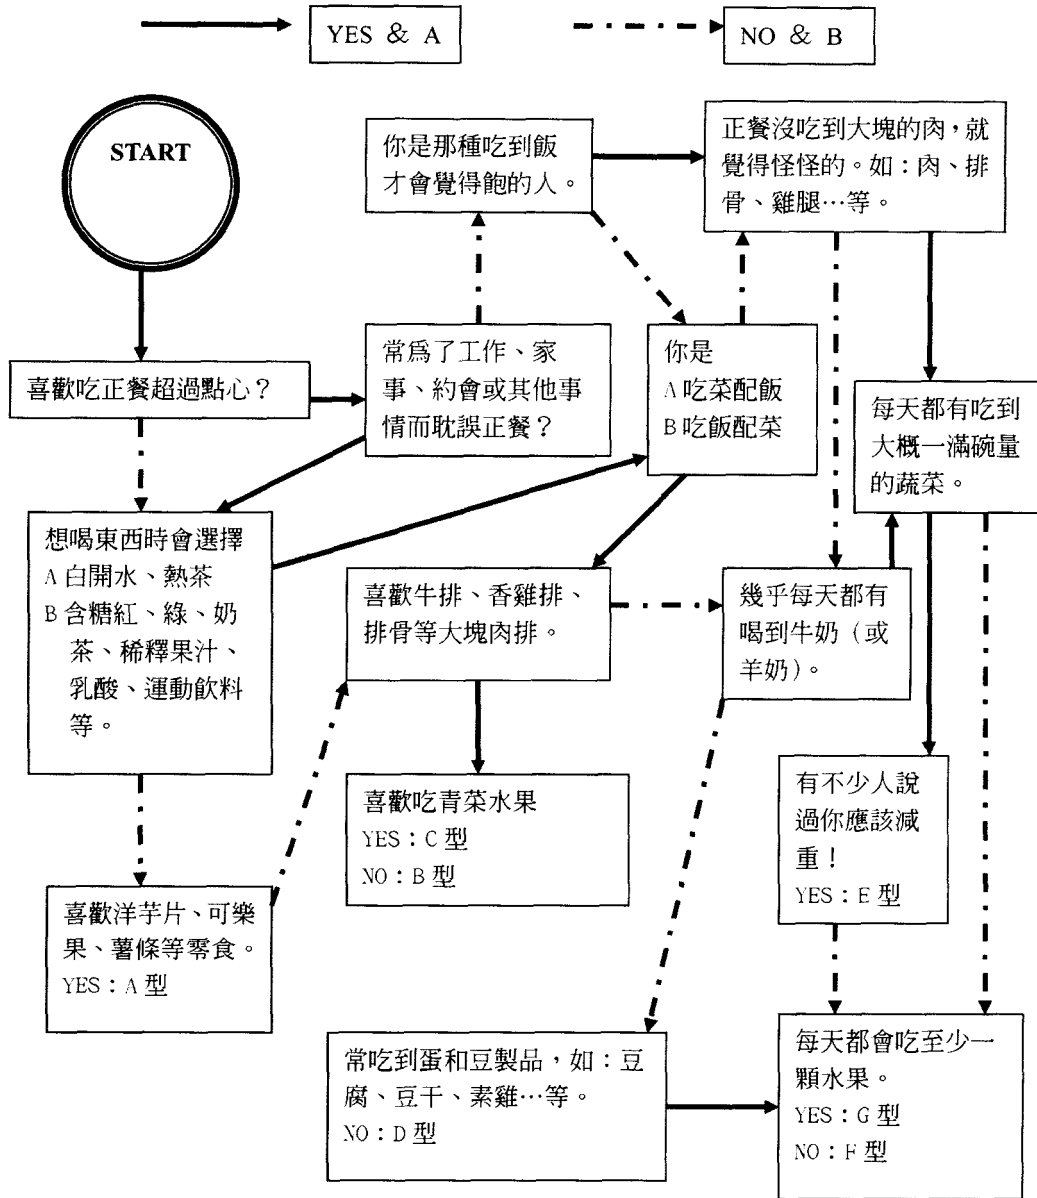 YES & A
NO & B
START
你是那種吃到飯
才會覺得飽的人。
正餐沒吃到大塊的肉,就
覺得怪怪的。如:肉、排
骨、雞腿…等。
喜歡吃正餐超過點心?
常為了工作、家
事、約會或其他事
情而耽誤正餐?
你是
A 吃菜配飯
B 吃飯配菜
每天都有吃到
大概一滿碗量
的蔬菜。
想喝東西時會選擇
A 白開水、熱茶
B 含糖紅、綠、奶
茶、稀釋果汁、
乳酸、運動飲料
等。
喜歡牛排、香雞排、
排骨等大塊肉排。
幾乎每天都有
喝到牛奶(或
羊奶)。
喜歡吃青菜水果
YES:C 型
NO:B 型
有不少人說
過你應該減
重!
YES:E 型
喜歡洋芋片、可樂
果、薯條等零食。
YES:A 型
常吃到蛋和豆製品,如:豆
腐、豆干、素雞…等。
NO:D 型
每天都會吃至少一
顆水果。
YES:G 型
NO:F 型